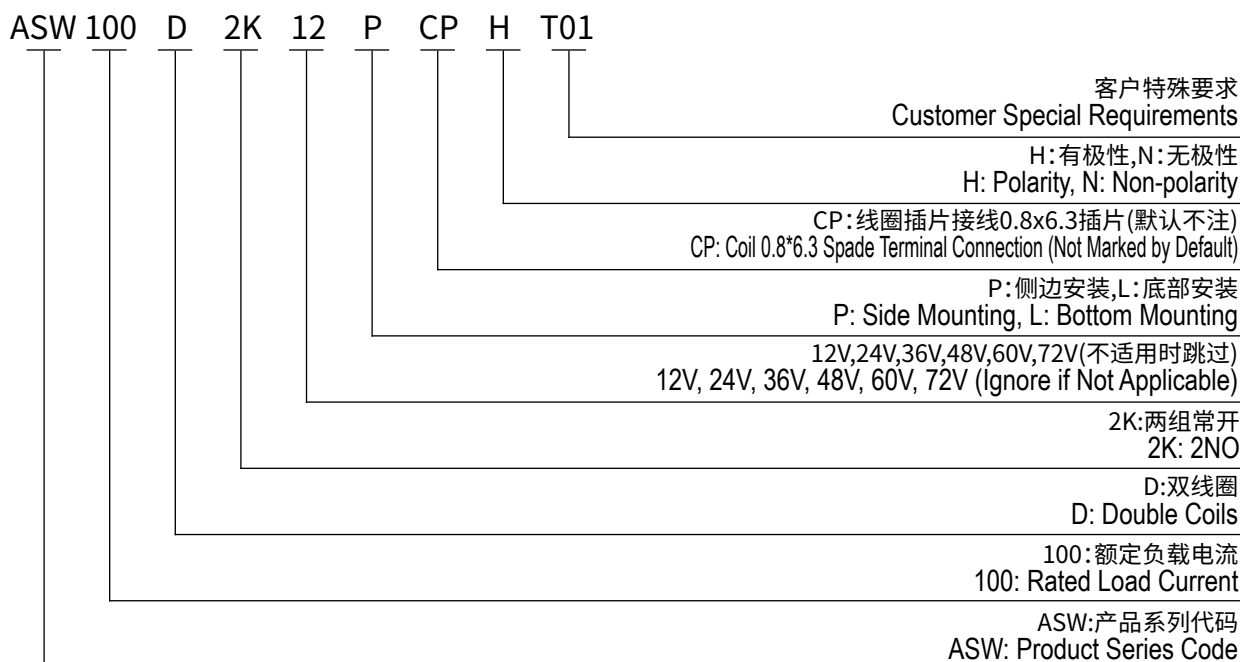 ASW 100 D 2K 12 P CP H T01
客户特殊要求
Customer Special Requirements
H:有极性,N:无极性
H: Polarity, N: Non-polarity
CP:线圈插片接线0.8x6.3插片(默认不注)
CP: Coil 0.8*6.3 Spade Terminal Connection (Not Marked by Default)
P:侧边安装,L:底部安装
P: Side Mounting, L: Bottom Mounting
12V,24V,36V,48V,60V,72V(不适用时跳过)
12V, 24V, 36V, 48V, 60V, 72V (Ignore if Not Applicable)
2K:两组常开
2K: 2NO
D:双线圈
D: Double Coils
100:额定负载电流
100: Rated Load Current
ASW:产品系列代码
ASW: Product Series Code